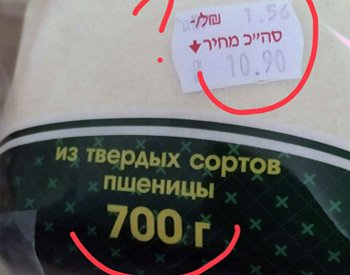 ₪/ל- 1.56
סה״כ מחיר
10.90
ИЗ ТВЕРДЫХ СОРТОВ
ПШЕНИЦЫ
700 г